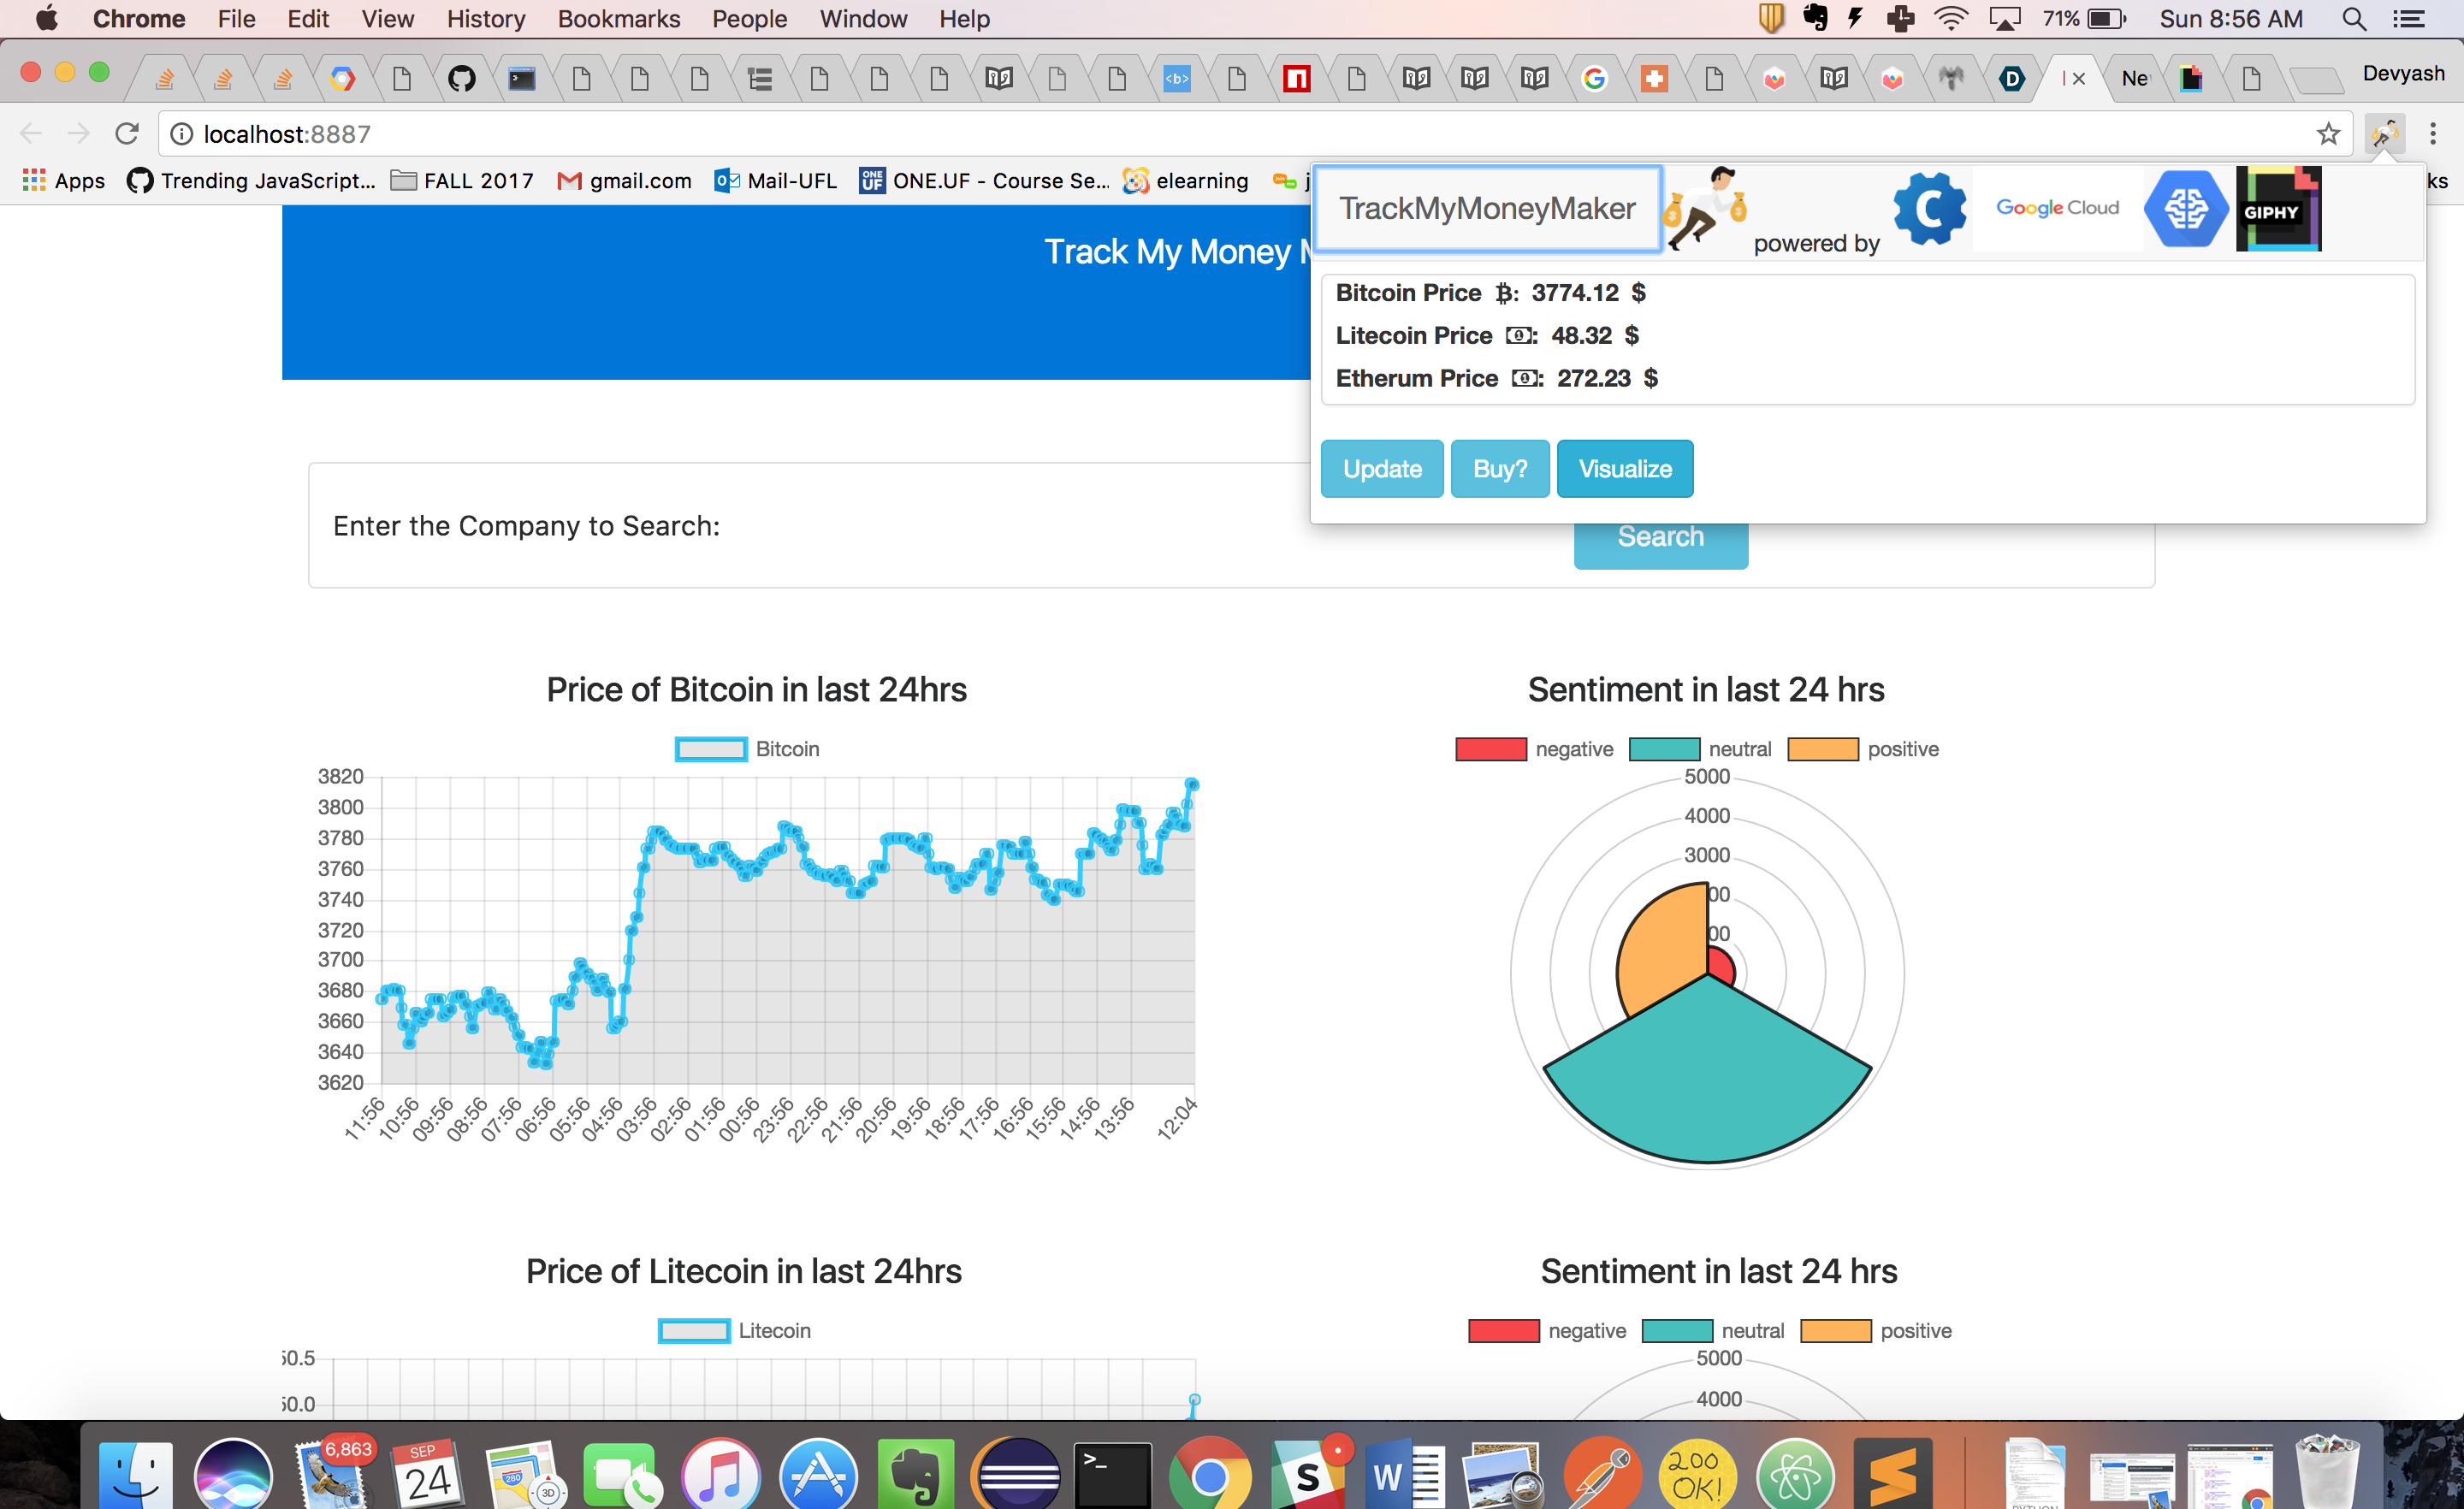 Chrome File Edit View History Bookmarks People Window Help 71% Sun 8:56 AM
Ne Devyash
localhost:8887
Apps Trending JavaScript... FALL 2017 gmail.com Mail-UFL ONE.UF - Course Se... elearning
TrackMyMoneyMaker powered by Google Cloud GIPHY
Track My Money
Bitcoin Price : 3774.12 $
Litecoin Price : 48.32 $
Etherum Price : 272.23 $
Update Buy? Visualize
Enter the Company to Search:
Search
Price of Bitcoin in last 24hrs
Bitcoin
3820
3800
3780
3760
3740
3720
3700
3680
3660
3640
3620
11:56 10:56 09:56 08:56 07:56 06:56 05:56 04:56 03:56 02:56 01:56 00:56 23:56 22:56 21:56 20:56 19:56 18:56 17:56 16:56 15:56 14:56 13:56 12:04
Sentiment in last 24 hrs
negative neutral positive
5000
4000
3000
00
00
Price of Litecoin in last 24hrs
Litecoin
50.5
50.0
Sentiment in last 24 hrs
negative neutral positive
5000
4000
6,863
SEP
24
280
3D
>_
S
W
200
OK!